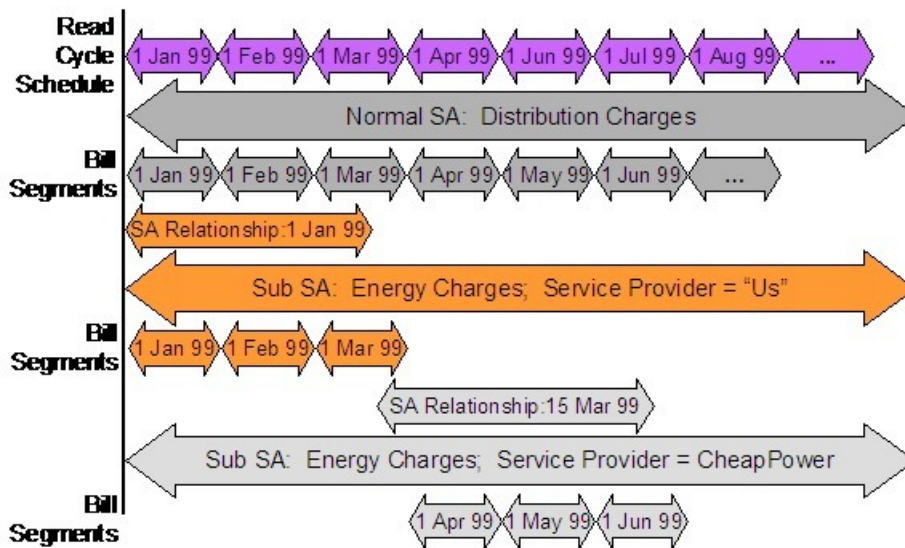 Read
Cycle
Schedule
1 Jan 99 1 Feb 99 1 Mar 99 1 Apr 99 1 Jun 99 1 Jul 99 1 Aug 99 ...
Normal SA: Distribution Charges
Bill
Segments
1 Jan 99 1 Feb 99 1 Mar 99 1 Apr 99 1 May 99 1 Jun 99 ...
SA Relationship:1 Jan 99
Sub SA: Energy Charges; Service Provider = “Us”
Bill
Segments
1 Jan 99 1 Feb 99 1 Mar 99
SA Relationship:15 Mar 99
Sub SA: Energy Charges; Service Provider = CheapPower
Bill
Segments
1 Apr 99 1 May 99 1 Jun 99